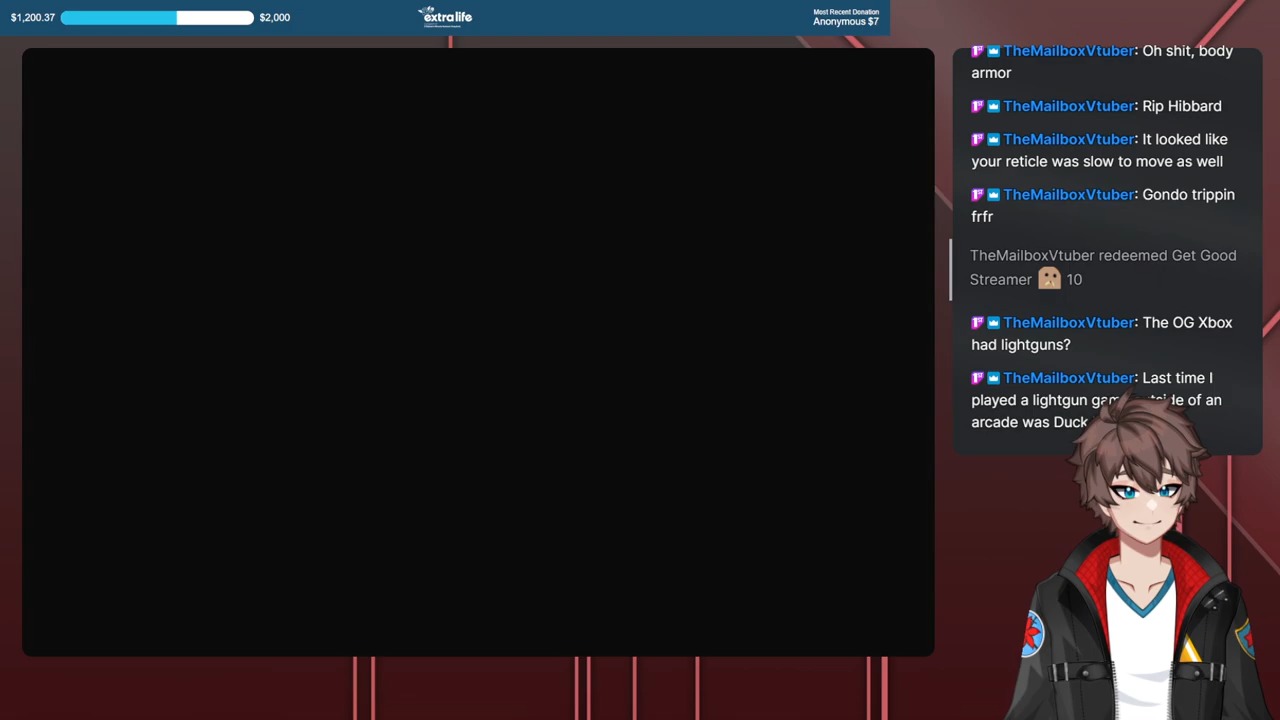 $1,200.37 $2,000 extralife Most Recent Donation
Anonymous $7
TheMailboxVtuber: Oh shit, body
armor
TheMailboxVtuber: Rip Hibbard
TheMailboxVtuber: It looked like
your reticle was slow to move as well
TheMailboxVtuber: Gondo trippin
frfr
TheMailboxVtuber redeemed Get Good
Streamer 10
TheMailboxVtuber: The OG Xbox
had lightguns?
TheMailboxVtuber: Last time I
played a lightgun of an
arcade was Duck